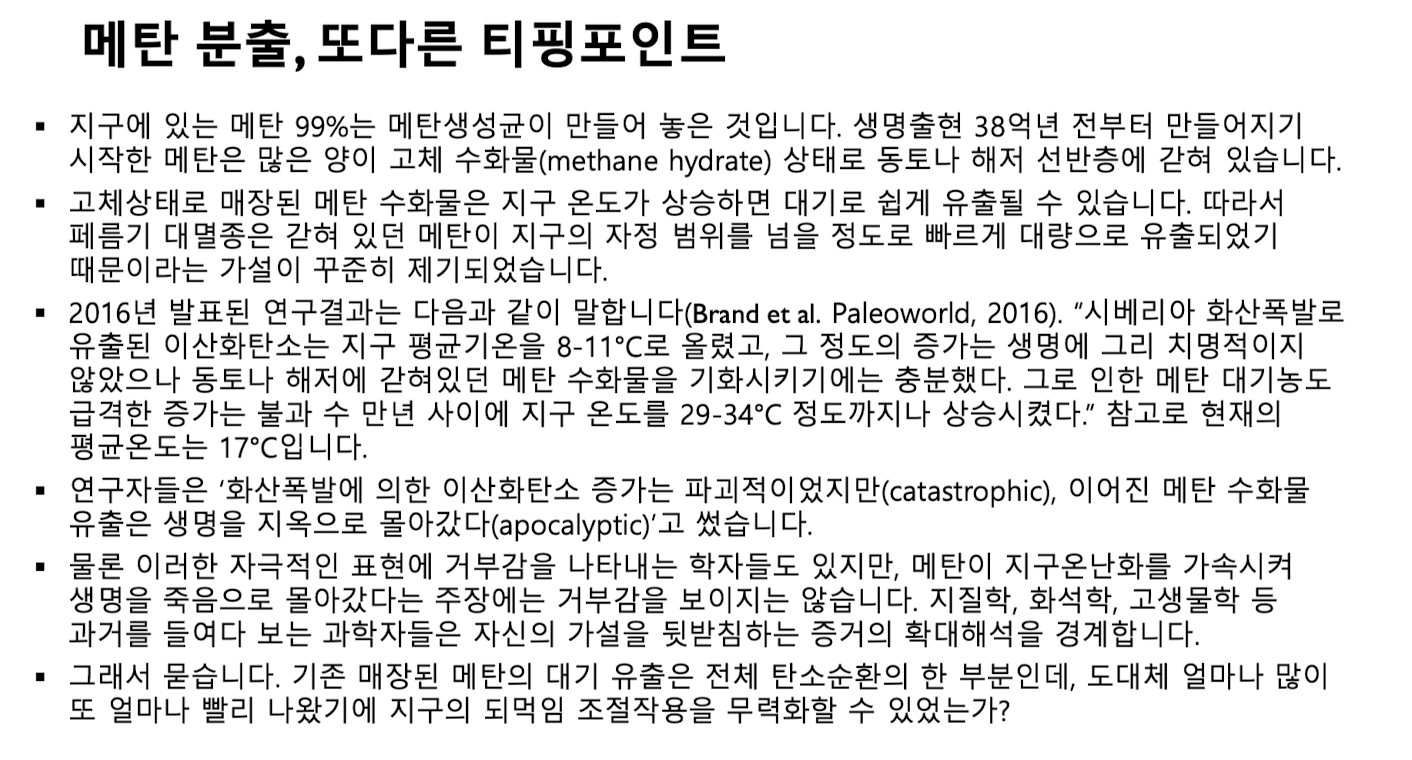 메탄 분출, 또다른 티핑포인트
▪ 지구에 있는 메탄 99%는 메탄생성균이 만들어 놓은 것입니다. 생명출현 38억년 전부터 만들어지기
시작한 메탄은 많은 양이 고체 수화물(methane hydrate) 상태로 동토나 해저 선반층에 갇혀 있습니다.
▪ 고체상태로 매장된 메탄 수화물은 지구 온도가 상승하면 대기로 쉽게 유출될 수 있습니다. 따라서
페름기 대멸종은 갇혀 있던 메탄이 지구의 자정 범위를 넘을 정도로 빠르게 대량으로 유출되었기
때문이라는 가설이 꾸준히 제기되었습니다.
▪ 2016년 발표된 연구결과는 다음과 같이 말합니다(Brand et al. Paleoworld, 2016). “시베리아 화산폭발로
유출된 이산화탄소는 지구 평균기온을 8-11°C로 올렸고, 그 정도의 증가는 생명에 그리 치명적이지
않았으나 동토나 해저에 갇혀있던 메탄 수화물을 기화시키기에는 충분했다. 그로 인한 메탄 대기농도
급격한 증가는 불과 수 만년 사이에 지구 온도를 29-34°C 정도까지나 상승시켰다.” 참고로 현재의
평균온도는 17°C입니다.
▪ 연구자들은 ‘화산폭발에 의한 이산화탄소 증가는 파괴적이었지만(catastrophic), 이어진 메탄 수화물
유출은 생명을 지옥으로 몰아갔다(apocalyptic)’고 썼습니다.
▪ 물론 이러한 자극적인 표현에 거부감을 나타내는 학자들도 있지만, 메탄이 지구온난화를 가속시켜
생명을 죽음으로 몰아갔다는 주장에는 거부감을 보이지는 않습니다. 지질학, 화석학, 고생물학 등
과거를 들여다 보는 과학자들은 자신의 가설을 뒷받침하는 증거의 확대해석을 경계합니다.
▪ 그래서 묻습니다. 기존 매장된 메탄의 대기 유출은 전체 탄소순환의 한 부분인데, 도대체 얼마나 많이
또 얼마나 빨리 나왔기에 지구의 되먹임 조절작용을 무력화할 수 있었는가?